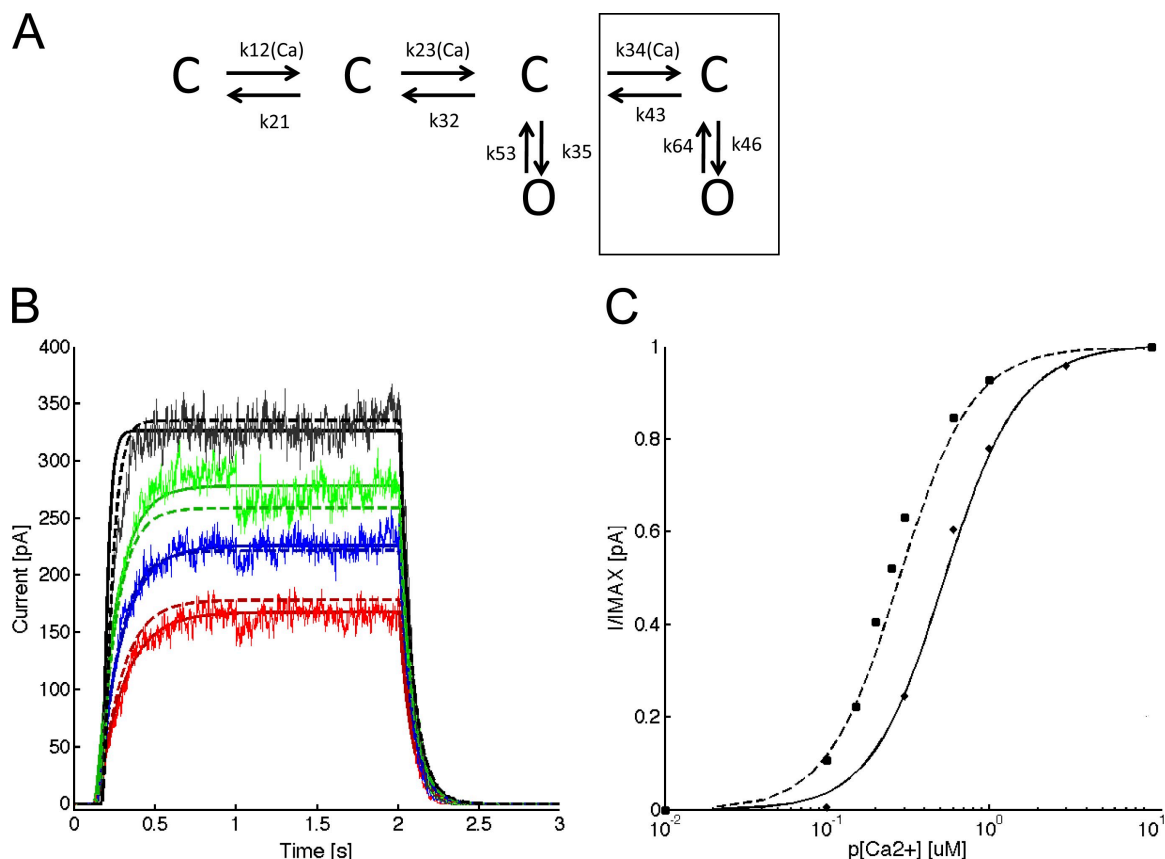 A
k12(Ca) k23(Ca) k34(Ca)
C C C C
k21 k32 k43
k53 k35 k64 k46
O O
B
400
350
300
250
200
150
100
50
0
Current [pA]
0 0.5 1 1.5 2 2.5 3
Time [s]
C
1
0.8
0.6
0.4
0.2
0
I/IMAX [pA]
10-2 10-1 100 101
p[Ca2+] [uM]